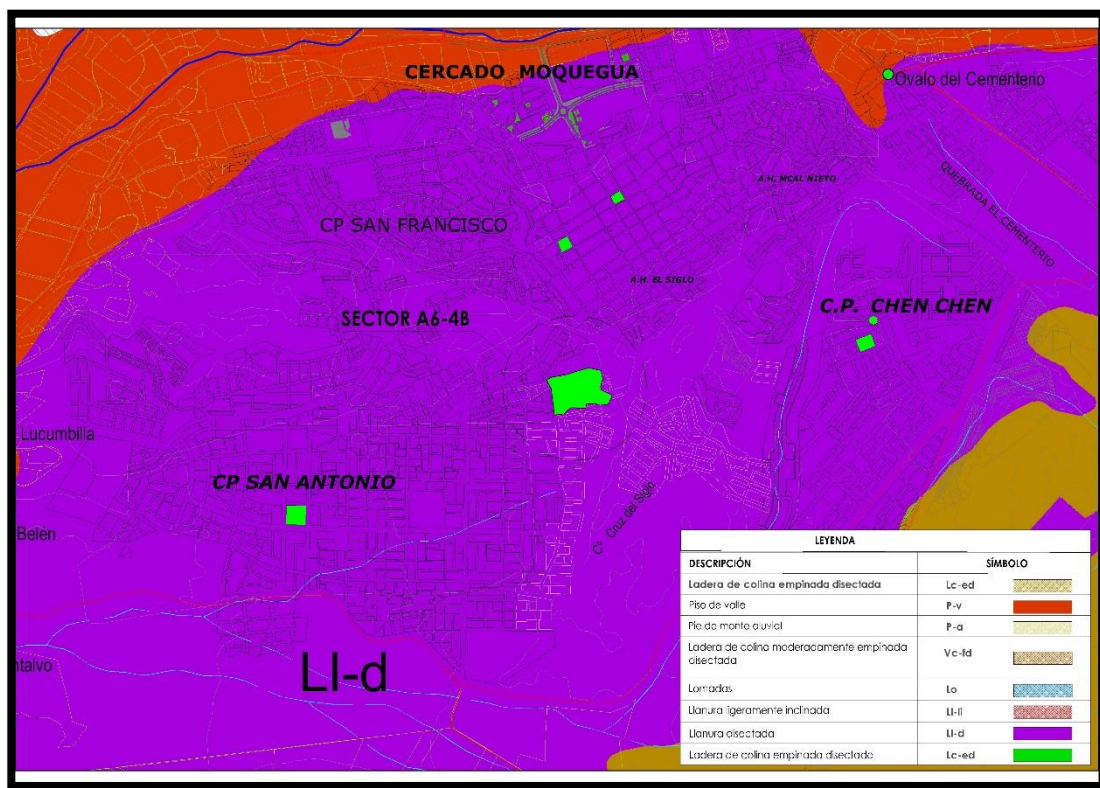 CERCADO MOQUEGUA
Ovalo del Cementerio
A.H. MCAL NIETO
QUEBRADA EL CEMENTERIO
CP SAN FRANCISCO
A.H. EL SIGLO
C.P. CHEN CHEN
SECTOR A6-4B
Lucumbilla
CP SAN ANTONIO
Cº Cruz del Siglo
Belén
ntalvo
Ll-d
LEYENDA
DESCRIPCIÓN SÍMBOLO
Ladera de colina empinada disectada Lc-ed
Piso de valle P-v
Pie de monte aluvial P-a
Ladera de colina moderadamente empinada
disectada Vc-fd
Lomadas Lo
Llanura ligeramente inclinada Ll-li
Llanura disectada Ll-d
Ladera de colina empinada disectada Lc-ed